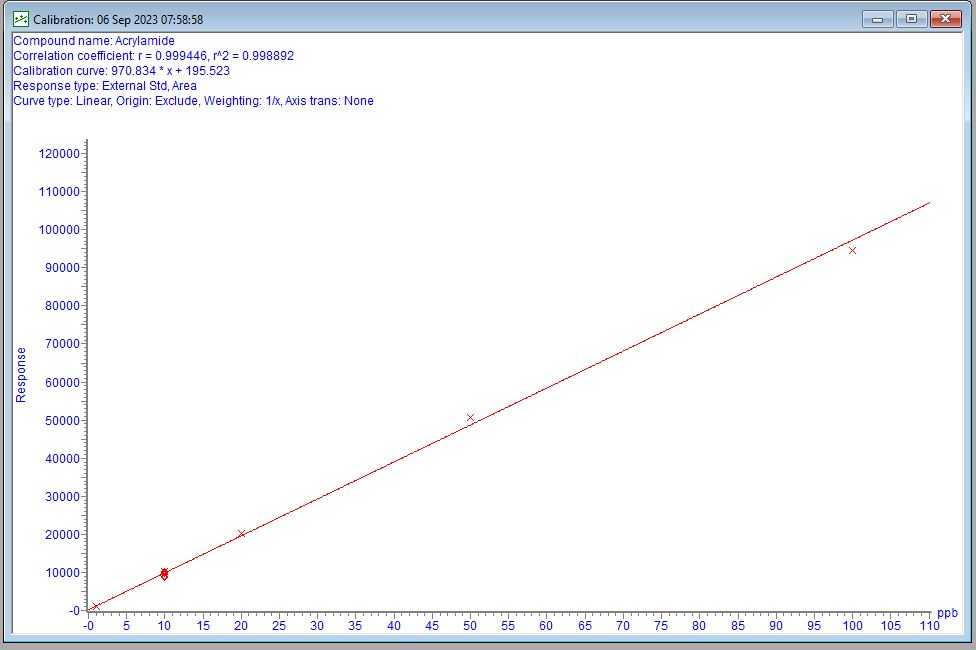 Calibration: 06 Sep 2023 07:58:58
Compound name: Acrylamide
Correlation coefficient: r = 0.999446, r^2 = 0.998892
Calibration curve: 970.834 * x + 195.523
Response type: External Std, Area
Curve type: Linear, Origin: Exclude, Weighting: 1/x, Axis trans: None
120000
110000
100000
90000
80000
70000
60000
50000
40000
30000
20000
10000
-0
Response
-0 5 10 15 20 25 30 35 40 45 50 55 60 65 70 75 80 85 90 95 100 105 110
ppb